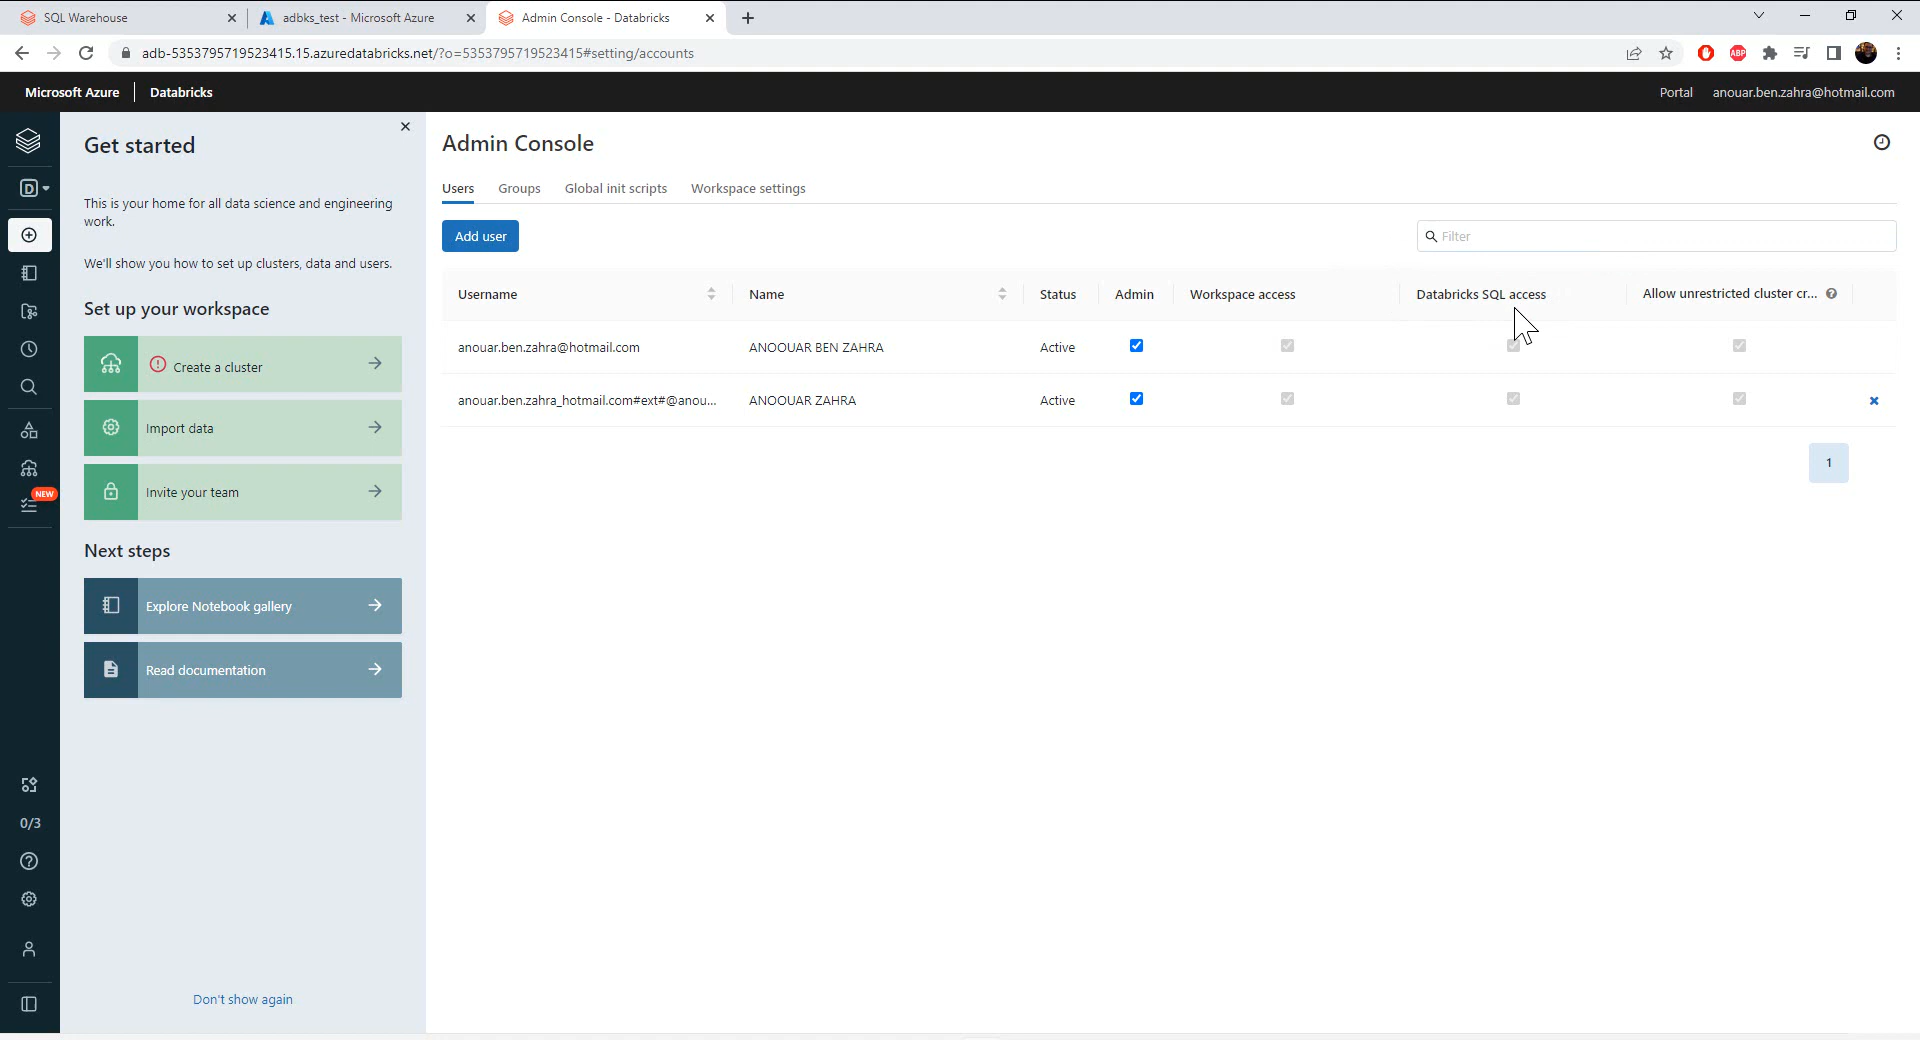 SQL Warehouse
adbks_test - Microsoft Azure
Admin Console - Databricks
adb-5353795719523415.15.azuredatabricks.net/?o=5353795719523415#setting/accounts
ABP
Microsoft Azure
Databricks
Portal
anouar.ben.zahra@hotmail.com
D
NEW
0/3
Get started
This is your home for all data science and engineering
work.
We'll show you how to set up clusters, data and users.
Set up your workspace
Create a cluster
Import data
Invite your team
Next steps
Explore Notebook gallery
Read documentation
Don't show again
Admin Console
Users
Groups
Global init scripts
Workspace settings
Add user
Filter
Username
Name
Status
Admin
Workspace access
Databricks SQL access
Allow unrestricted cluster cr...
anouar.ben.zahra@hotmail.com
ANOOUAR BEN ZAHRA
Active
anouar.ben.zahra_hotmail.com#ext#@anou...
ANOOUAR ZAHRA
Active
1